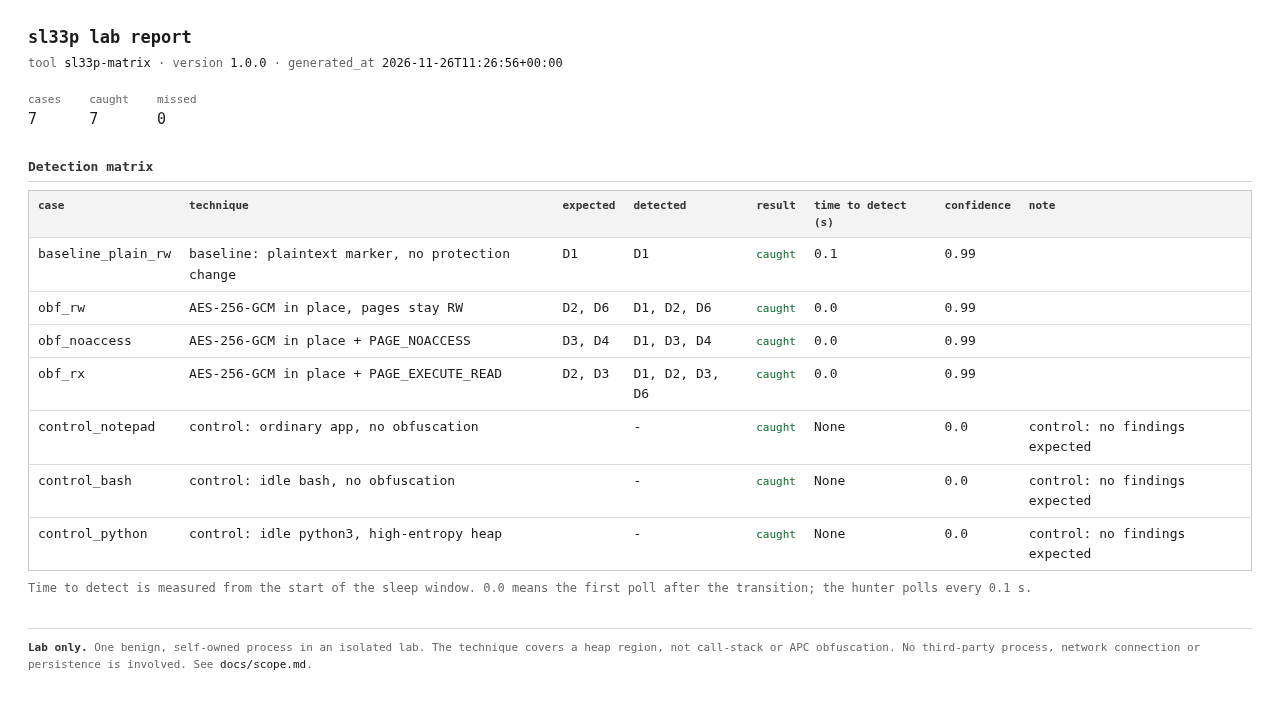 sl33p lab report
tool sl33p-matrix · version 1.0.0 · generated_at 2026-11-26T11:26:56+00:00
cases caught missed
7 7 0
Detection matrix
case technique expected detected result time to detect (s) confidence note
baseline_plain_rw baseline: plaintext marker, no protection change D1 D1 caught 0.1 0.99
obf_rw AES-256-GCM in place, pages stay RW D2, D6 D1, D2, D6 caught 0.0 0.99
obf_noaccess AES-256-GCM in place + PAGE_NOACCESS D3, D4 D1, D3, D4 caught 0.0 0.99
obf_rx AES-256-GCM in place + PAGE_EXECUTE_READ D2, D3 D1, D2, D3, D6 caught 0.0 0.99
control_notepad control: ordinary app, no obfuscation - caught None 0.0 control: no findings expected
control_bash control: idle bash, no obfuscation - caught None 0.0 control: no findings expected
control_python control: idle python3, high-entropy heap - caught None 0.0 control: no findings expected
Time to detect is measured from the start of the sleep window. 0.0 means the first poll after the transition; the hunter polls every 0.1 s.
Lab only. One benign, self-owned process in an isolated lab. The technique covers a heap region, not call-stack or APC obfuscation. No third-party process, network connection or
persistence is involved. See docs/scope.md.